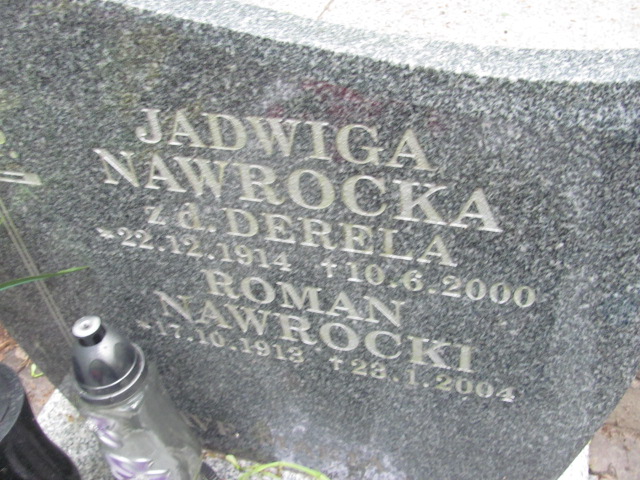 JADWIGA
NAWROCKA
z d. DERELA
*22.12.1914 †10.6.2000
ROMAN
NAWROCKI
*17.10.1913 †23.1.2004